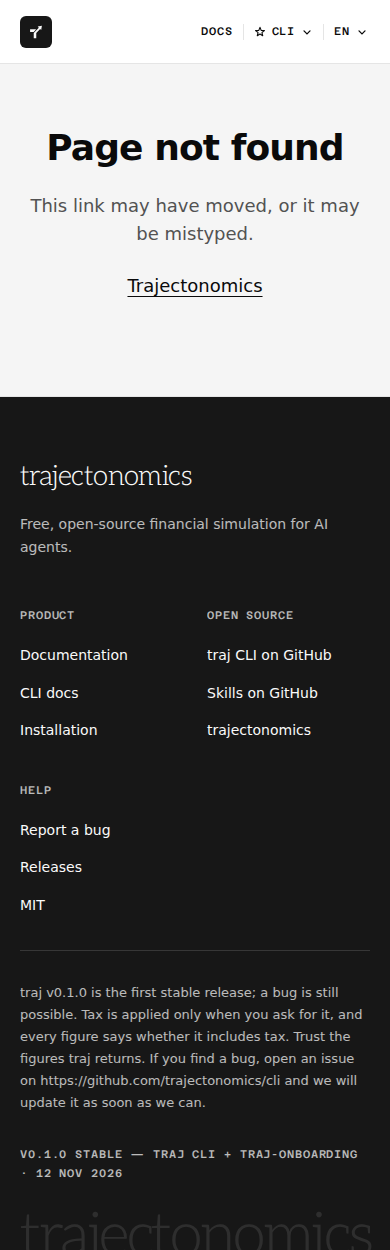 DOCS CLI EN
Page not found
This link may have moved, or it may
be mistyped.
Trajectonomics
trajectonomics
Free, open-source financial simulation for AI
agents.
PRODUCT
Documentation
CLI docs
Installation
OPEN SOURCE
traj CLI on GitHub
Skills on GitHub
trajectonomics
HELP
Report a bug
Releases
MIT
traj v0.1.0 is the first stable release; a bug is still
possible. Tax is applied only when you ask for it, and
every figure says whether it includes tax. Trust the
figures traj returns. If you find a bug, open an issue
on https://github.com/trajectonomics/cli and we will
update it as soon as we can.
V0.1.0 STABLE — TRAJ CLI + TRAJ-ONBOARDING
· 12 NOV 2026
trajectonomics